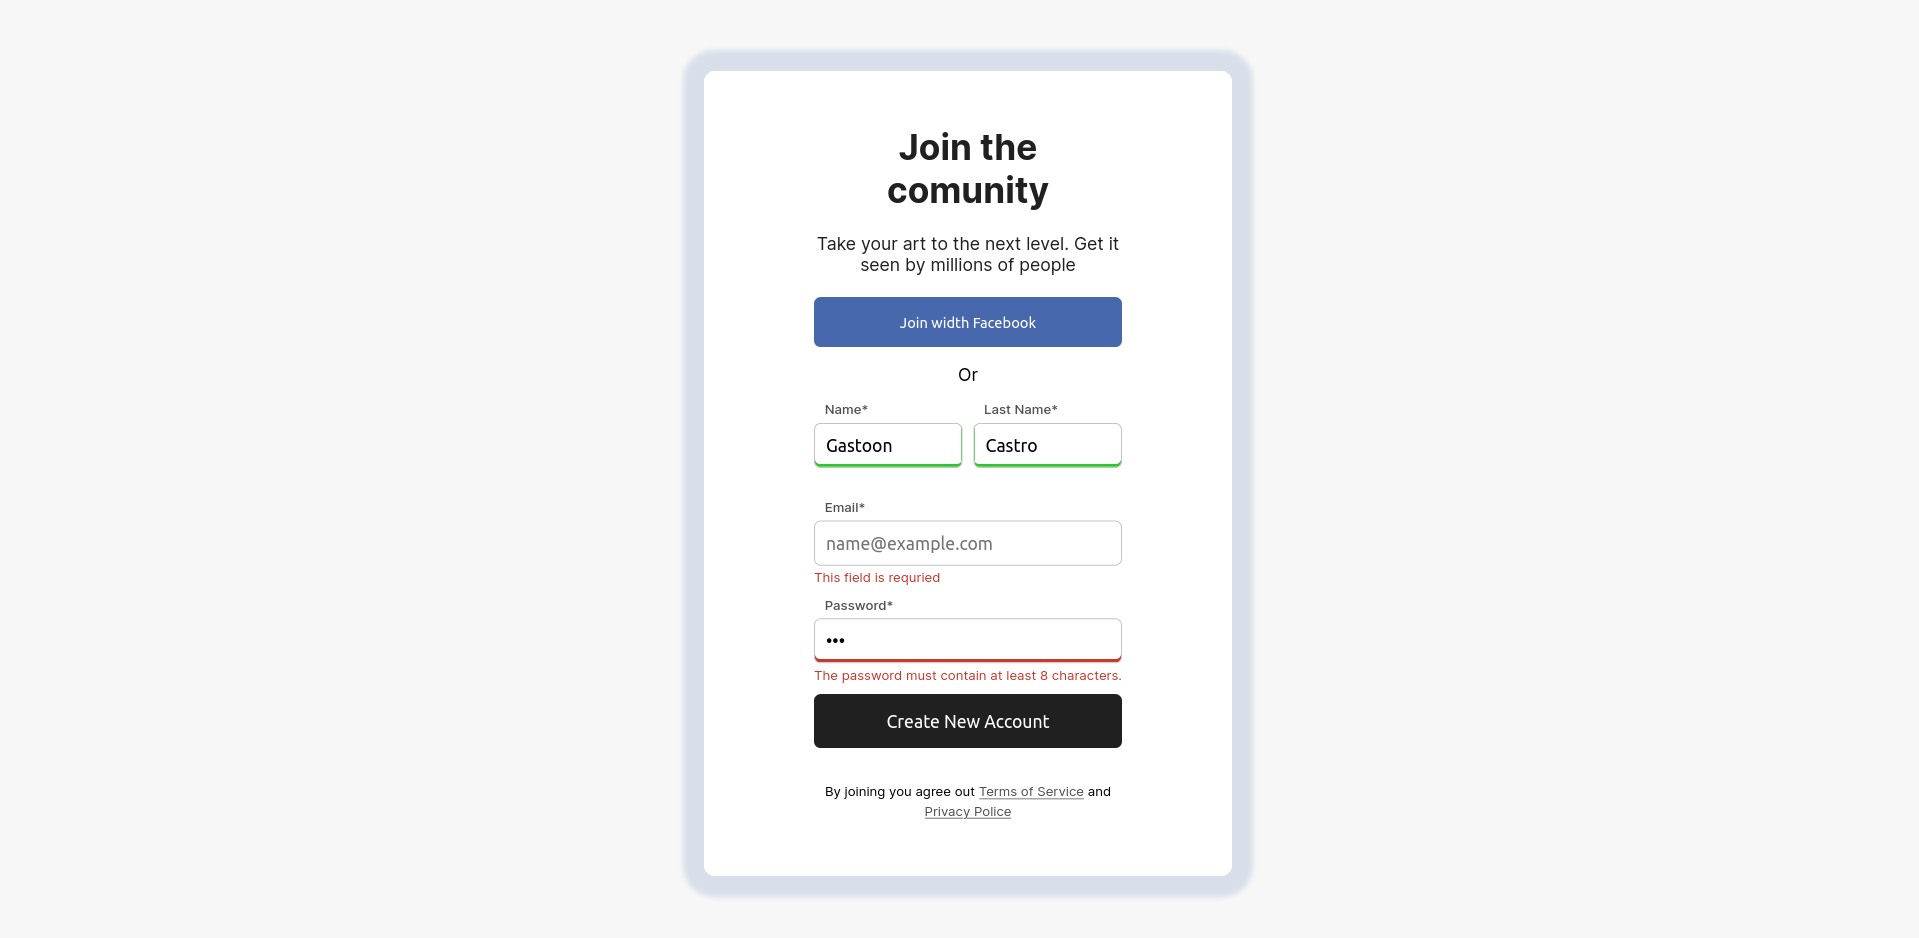 Join the
comunity
Take your art to the next level. Get it
seen by millions of people
Join width Facebook
Or
Name* Last Name*
Gastoon Castro
Email*
name@example.com
This field is requried
Password*
•••
The password must contain at least 8 characters.
Create New Account
By joining you agree out Terms of Service and
Privacy Police